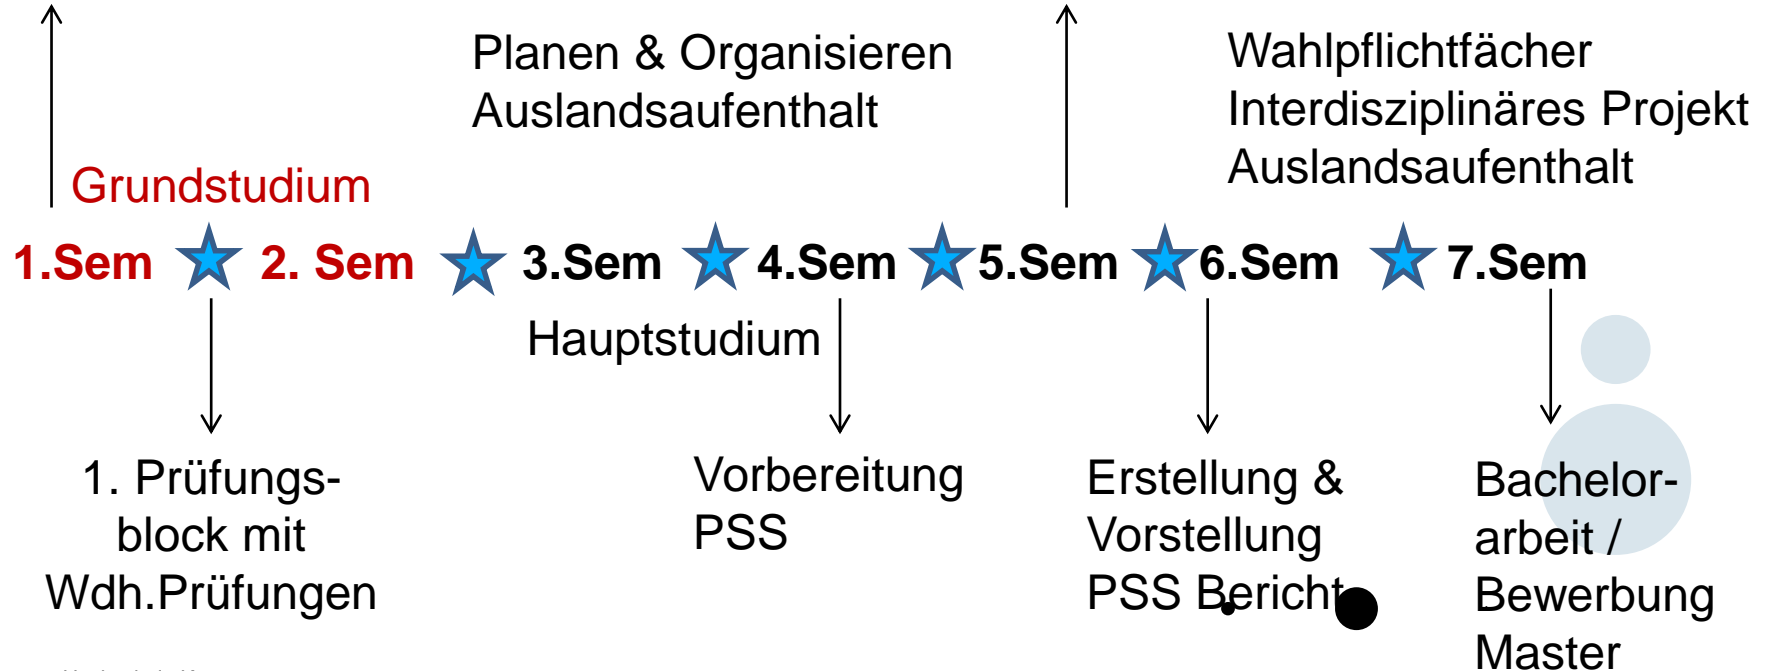 Planen & Organisieren
Auslandsaufenthalt
Wahlpflichtfächer
Interdisziplinäres Projekt
Auslandsaufenthalt
Grundstudium
1.Sem 2. Sem 3.Sem 4.Sem 5.Sem 6.Sem 7.Sem
Hauptstudium
1. Prüfungs-
block mit
Wdh.Prüfungen
Vorbereitung
PSS
Erstellung &
Vorstellung
PSS Bericht
Bachelor-
arbeit /
Bewerbung
Master